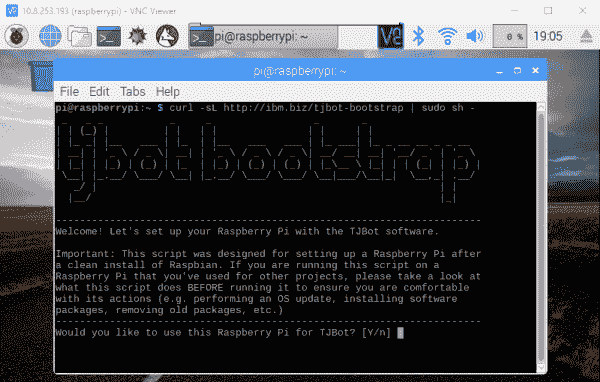 10.8.253.193 (raspberrypi) - VNC Viewer
pi@raspberrypi: ~
0 %
19:05
pi@raspberrypi: ~
File Edit Tabs Help
pi@raspberrypi:~ $ curl -sL http://ibm.biz/tjbot-bootstrap | sudo sh -
tjbot bootstrap
-----------------------------------------------------------------------
Welcome! Let's set up your Raspberry Pi with the TJBot software.
Important: This script was designed for setting up a Raspberry Pi after
a clean install of Raspbian. If you are running this script on a
Raspberry Pi that you've used for other projects, please take a look at
what this script does BEFORE running it to ensure you are comfortable
with its actions (e.g. performing an OS update, installing software
packages, removing old packages, etc.)
-----------------------------------------------------------------------
Would you like to use this Raspberry Pi for TJBot? [Y/n]